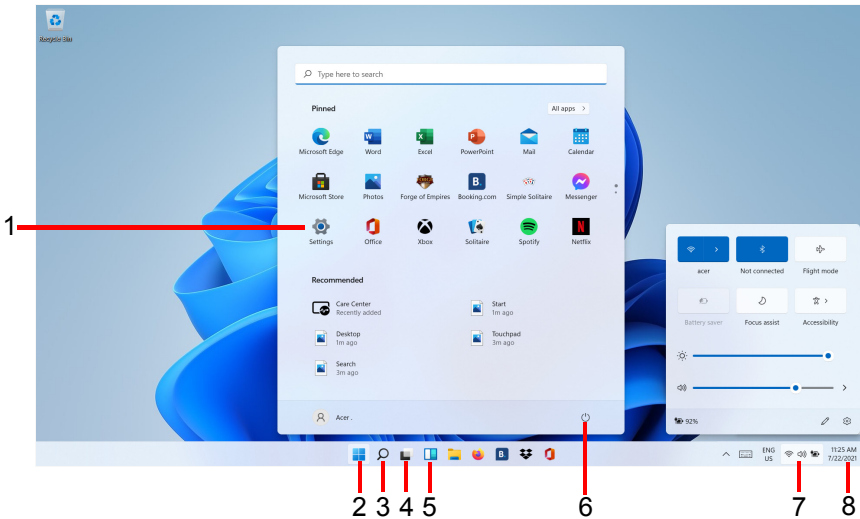 Recycle Bin
Type here to search
Pinned
All apps >
Microsoft Edge
Word
Excel
PowerPoint
Mail
Calendar
Microsoft Store
Photos
Forge of Empires
Booking.com
Simple Solitaire
Messenger
1
Settings
Office
Xbox
Solitaire
Spotify
Netflix
Recommended
Care Center
Recently added
Start
1m ago
Desktop
1m ago
Touchpad
3m ago
Search
3m ago
Acer .
acer
Not connected
Flight mode
Battery saver
Focus assist
Accessibility
92%
ENG
US
11:25 AM
7/22/2021
2
3
4
5
6
7
8